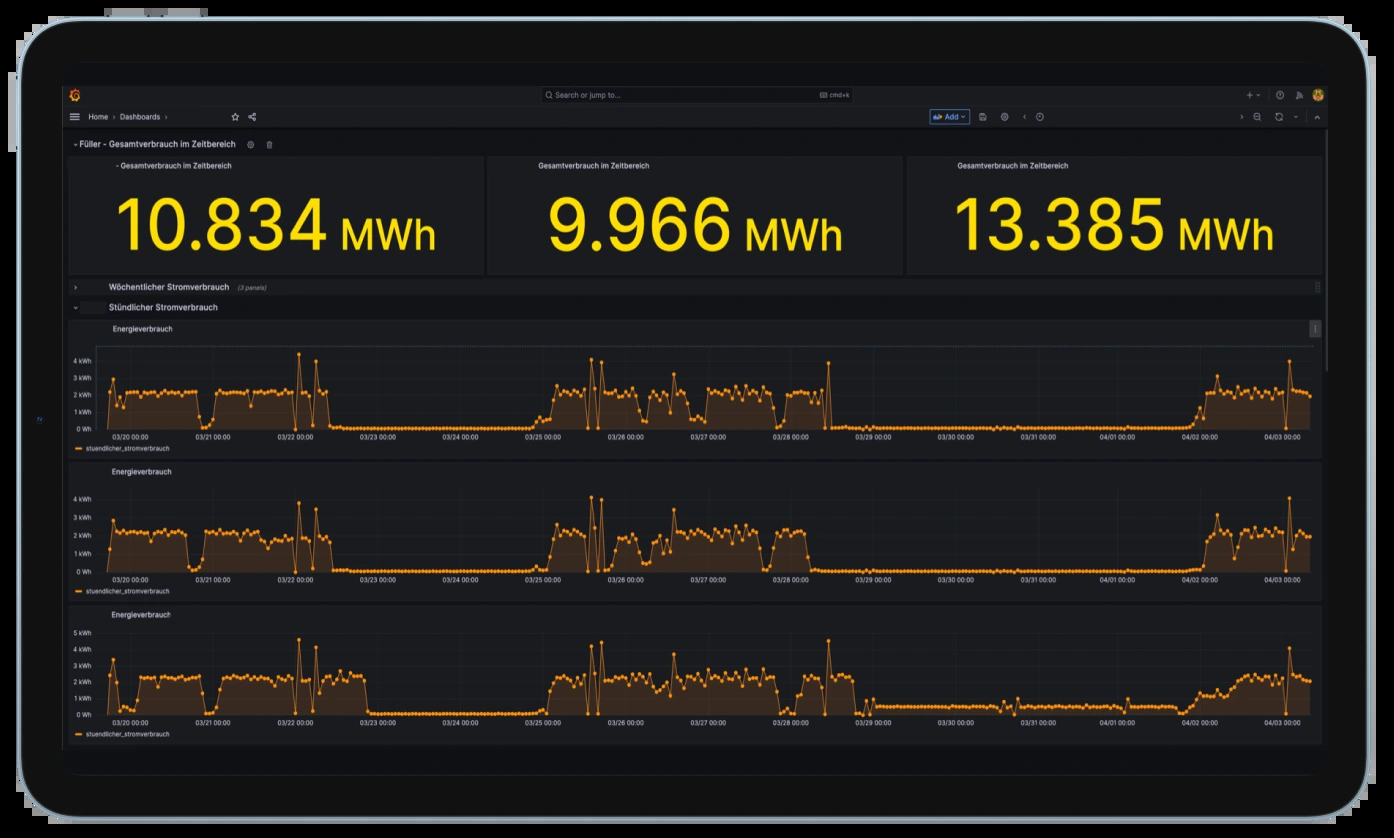 Search or jump to... cmd+k
Home › Dashboards ›
Add
Füller - Gesamtverbrauch im Zeitbereich
- Gesamtverbrauch im Zeitbereich
10.834 MWh
Gesamtverbrauch im Zeitbereich
9.966 MWh
Gesamtverbrauch im Zeitbereich
13.385 MWh
Wöchentlicher Stromverbrauch (3 panels)
Stündlicher Stromverbrauch
Energieverbrauch
4 kWh
3 kWh
2 kWh
1 kWh
0 Wh
03/20 00:00 03/21 00:00 03/22 00:00 03/23 00:00 03/24 00:00 03/25 00:00 03/26 00:00 03/27 00:00 03/28 00:00 03/29 00:00 03/30 00:00 03/31 00:00 04/01 00:00 04/02 00:00 04/03 00:00
stuendlicher_stromverbrauch
Energieverbrauch
4 kWh
3 kWh
2 kWh
1 kWh
0 Wh
03/20 00:00 03/21 00:00 03/22 00:00 03/23 00:00 03/24 00:00 03/25 00:00 03/26 00:00 03/27 00:00 03/28 00:00 03/29 00:00 03/30 00:00 03/31 00:00 04/01 00:00 04/02 00:00 04/03 00:00
stuendlicher_stromverbrauch
Energieverbrauch
5 kWh
4 kWh
3 kWh
2 kWh
1 kWh
0 Wh
03/20 00:00 03/21 00:00 03/22 00:00 03/23 00:00 03/24 00:00 03/25 00:00 03/26 00:00 03/27 00:00 03/28 00:00 03/29 00:00 03/30 00:00 03/31 00:00 04/01 00:00 04/02 00:00 04/03 00:00
stuendlicher_stromverbrauch